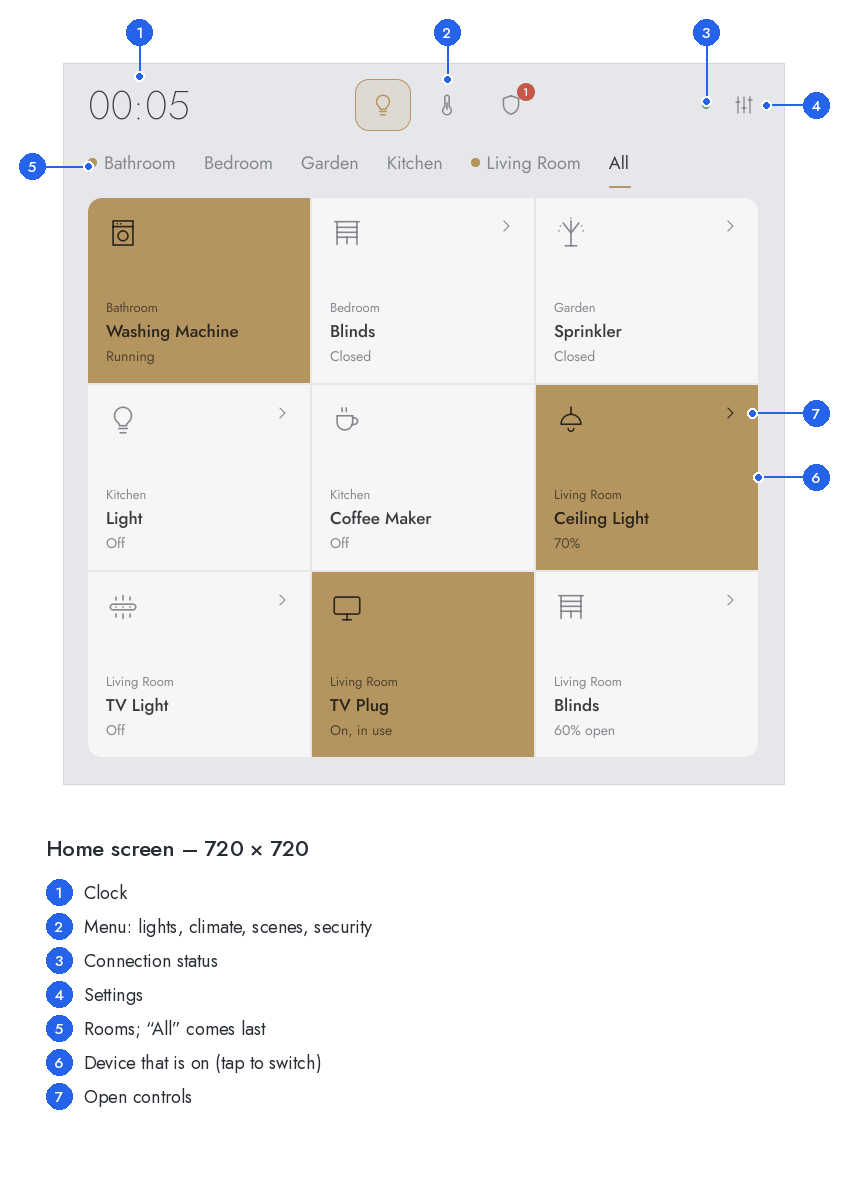 1
2
3
00:05
1
4
5
Bathroom
Bedroom
Garden
Kitchen
Living Room
All
Bathroom
Washing Machine
Running
Bedroom
Blinds
Closed
Garden
Sprinkler
Closed
7
6
Kitchen
Light
Off
Kitchen
Coffee Maker
Off
Living Room
Ceiling Light
70%
Living Room
TV Light
Off
Living Room
TV Plug
On, in use
Living Room
Blinds
60% open
Home screen — 720 × 720
1 Clock
2 Menu: lights, climate, scenes, security
3 Connection status
4 Settings
5 Rooms; “All” comes last
6 Device that is on (tap to switch)
7 Open controls